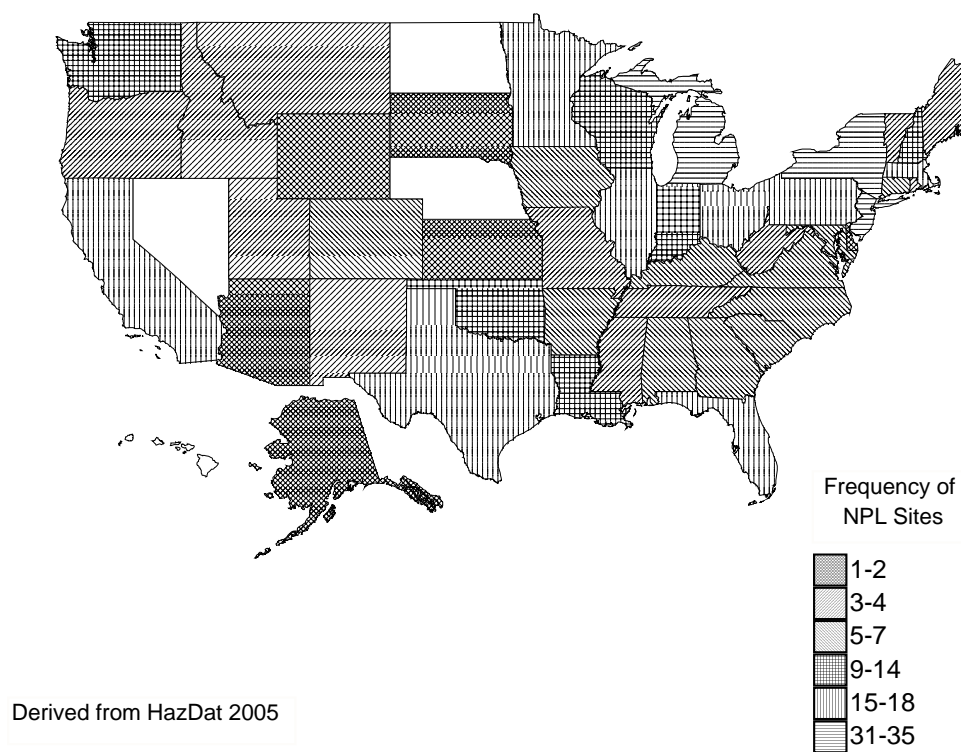 Frequency of
NPL Sites
1-2
3-4
5-7
9-14
15-18
31-35
Derived from HazDat 2005